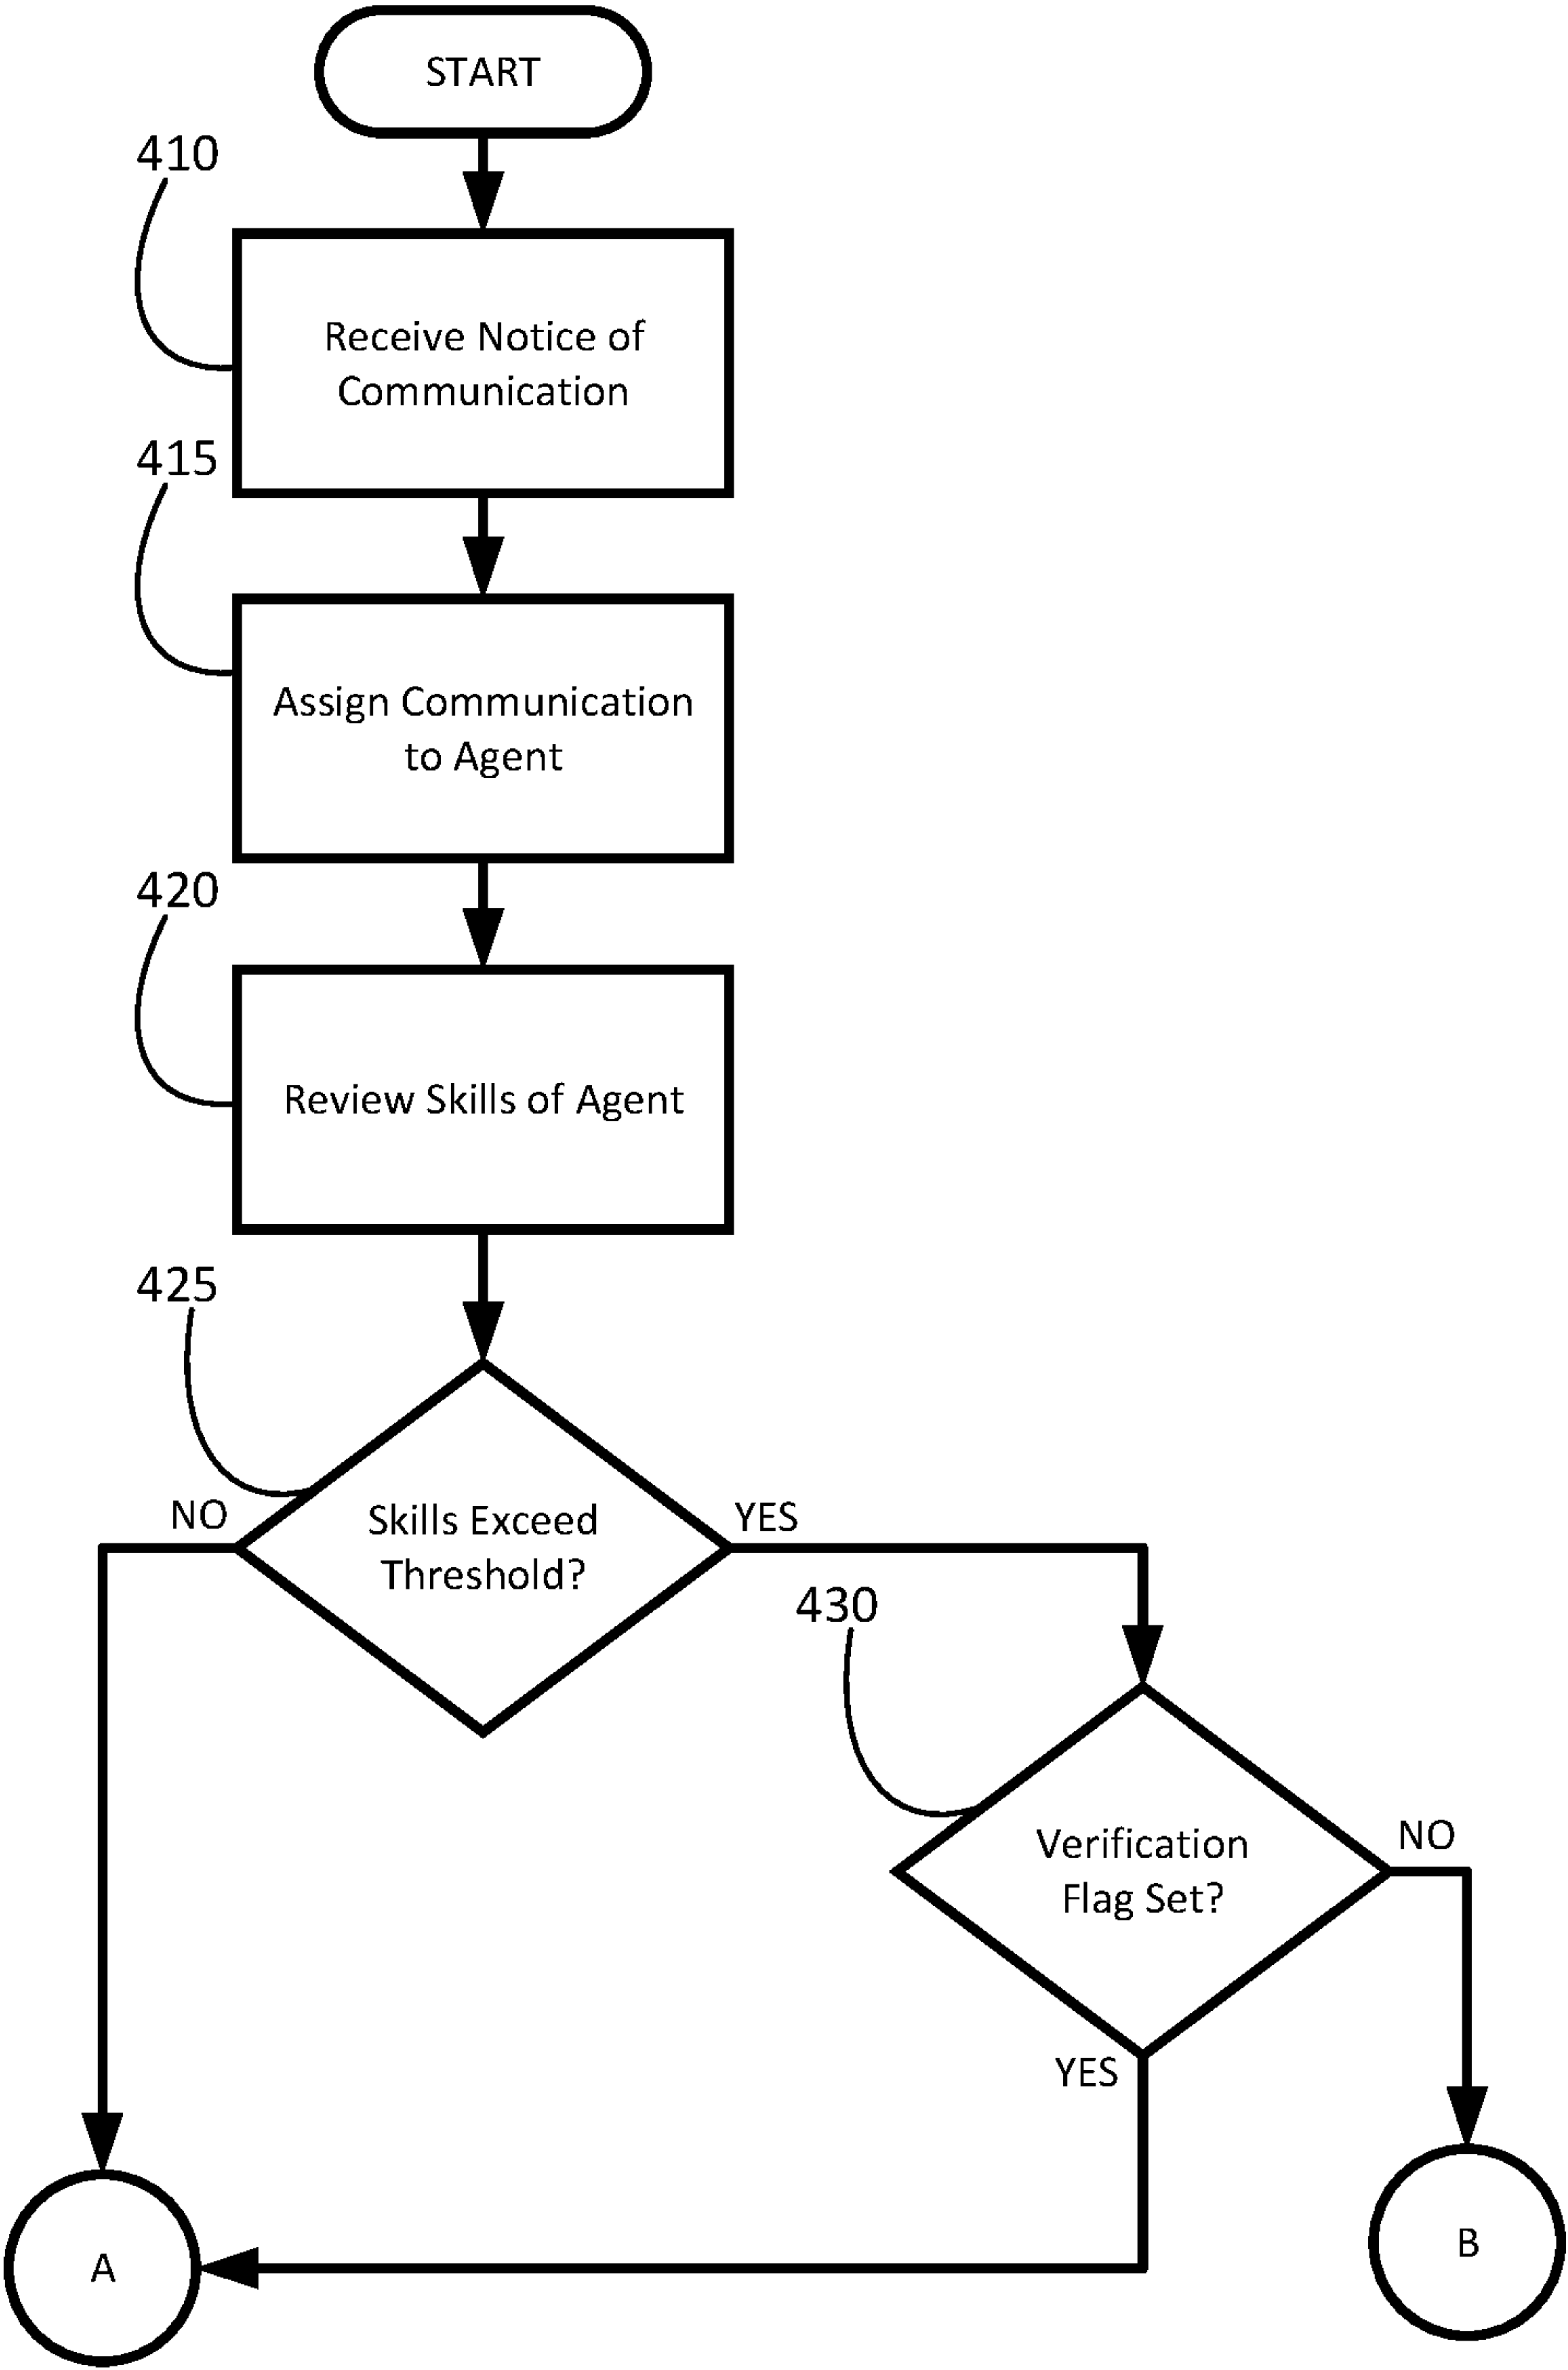 START
410
Receive Notice of
Communication
415
Assign Communication
to Agent
420
Review Skills of Agent
425
NO
Skills Exceed
Threshold?
YES
430
Verification
Flag Set?
NO
YES
A
B